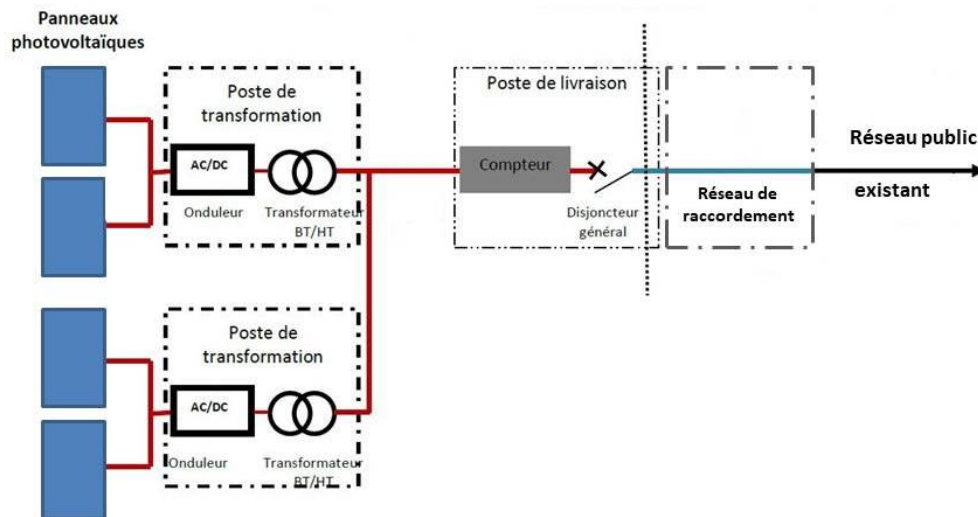 Panneaux
photovoltaïques
Poste de
transformation
AC/DC
Onduleur
Transformateur
BT/HT
Poste de livraison
Compteur
Disjoncteur
général
Réseau de
raccordement
Réseau public
existant
Poste de
transformation
AC/DC
Onduleur
Transformateur
BT/HT